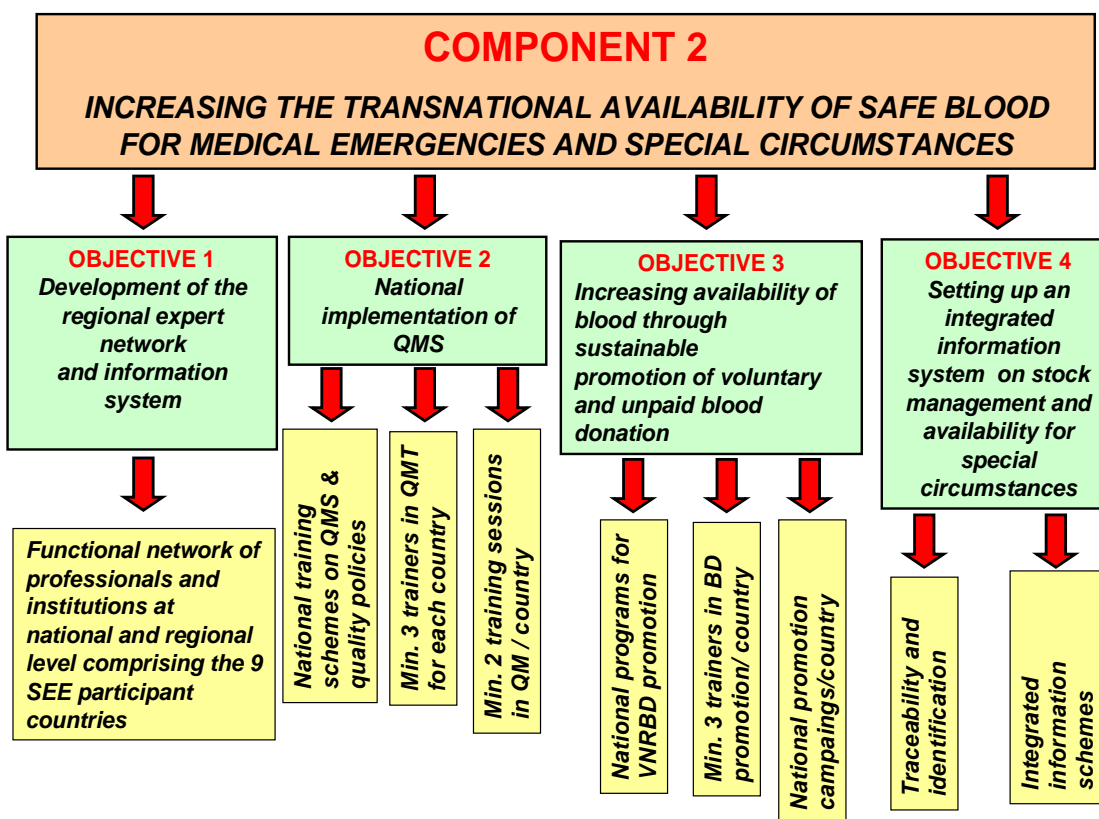 COMPONENT 2
INCREASING THE TRANSNATIONAL AVAILABILITY OF SAFE BLOOD
FOR MEDICAL EMERGENCIES AND SPECIAL CIRCUMSTANCES
OBJECTIVE 1
Development of the
regional expert
network
and information
system
OBJECTIVE 2
National
implementation of
QMS
OBJECTIVE 3
Increasing availability of
blood through
sustainable
promotion of voluntary
and unpaid blood
donation
OBJECTIVE 4
Setting up an
integrated
information
system on stock
management and
availability for
special
circumstances
Functional network of
professionals and
institutions at
national and regional
level comprising the 9
SEE participant
countries
National training
schemes on QMS &
quality policies
Min. 3 trainers in QMT
for each country
Min. 2 training sessions
in QM / country
National programs for
VNRBD promotion
Min. 3 trainers in BD
promotion/ country
National promotion
campaings/country
Traceability and
identification
Integrated
information
schemes